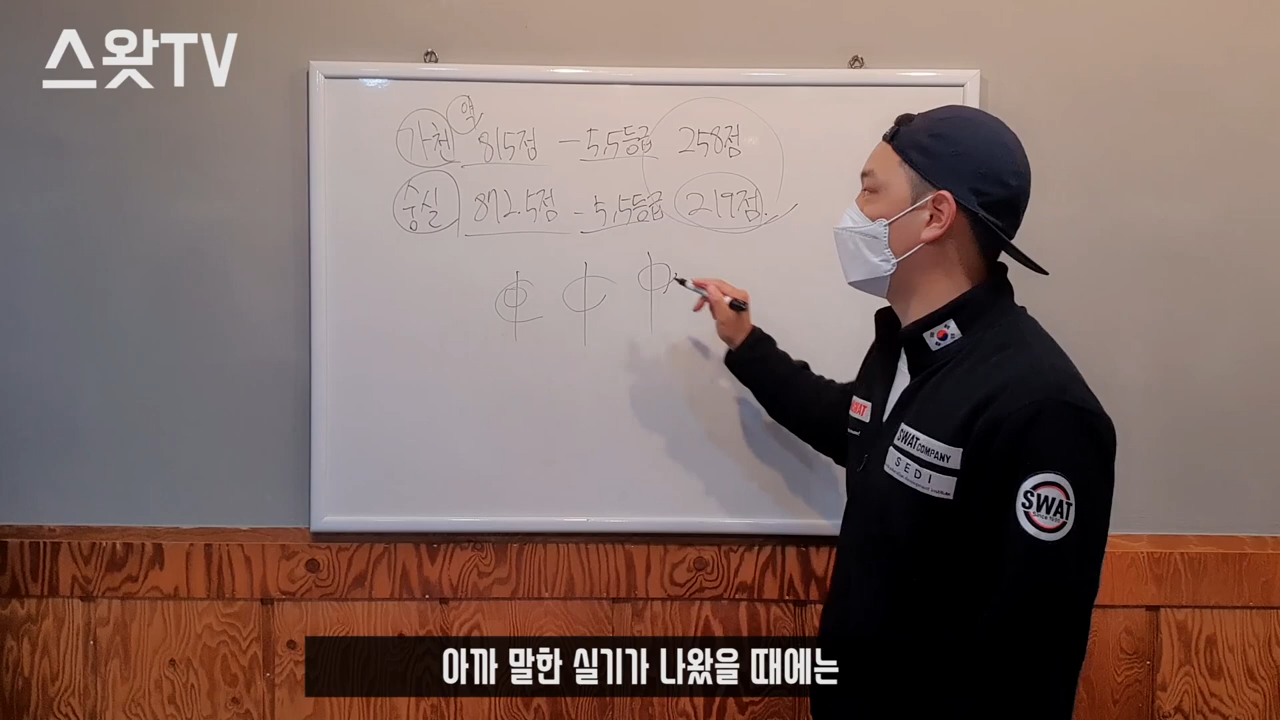 스왓TV
약
가천 815점 - 5.5등급 258점
숭실 872.5점 - 5.5등급 219점
SWAT
SWAT COMPANY
SEDI
SWAT
Since 1999
아까 말한 실기가 나왔을 때에는